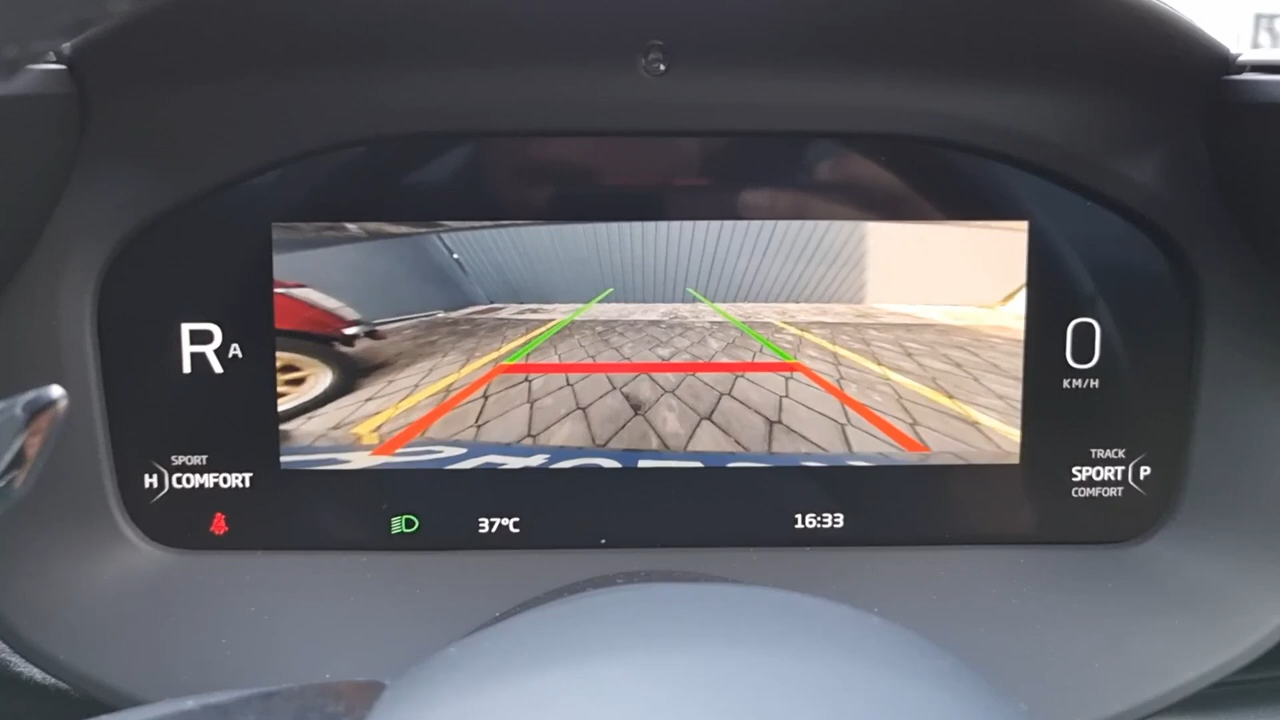 R A
0
KM/H
SPORT
H COMFORT
TRACK
SPORT P
COMFORT
37°C
16:33